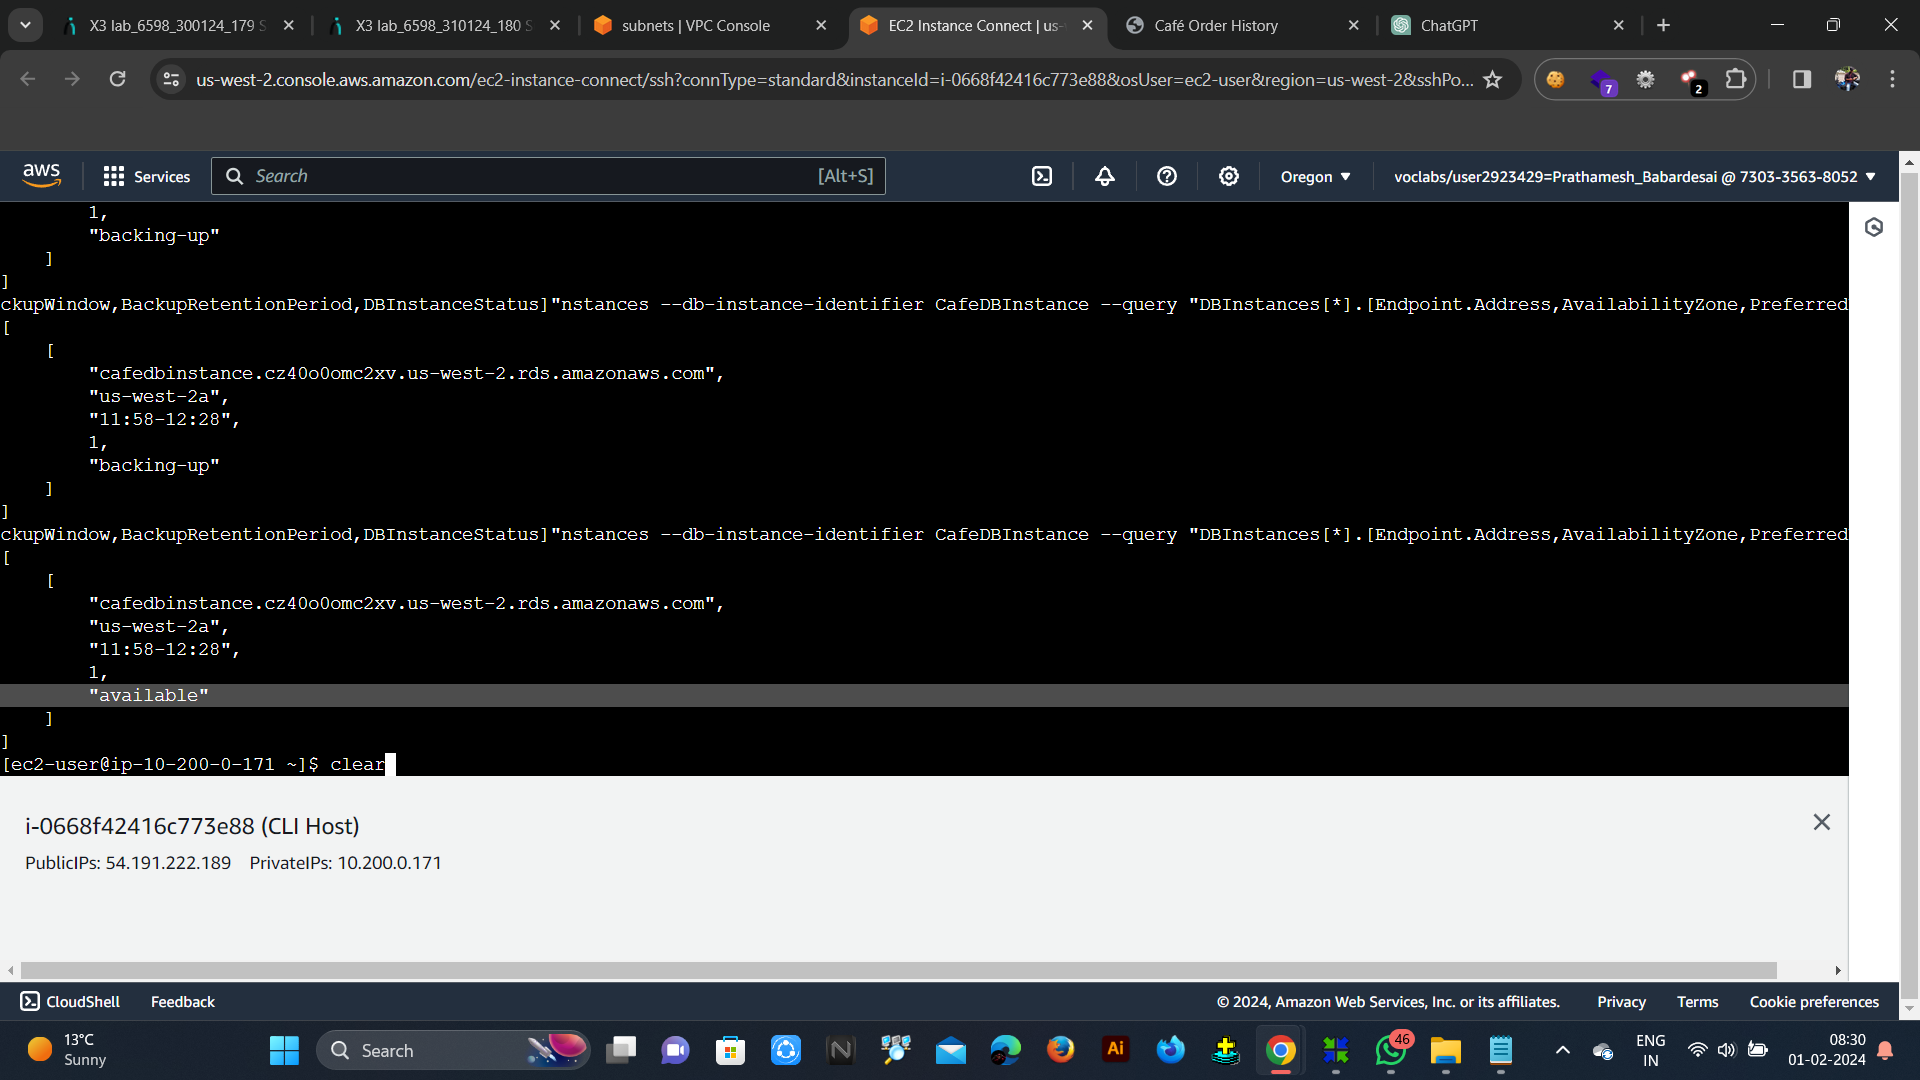 X3 lab_6598_300124_179 S
X3 lab_6598_310124_180 S
subnets | VPC Console
EC2 Instance Connect | us-
Café Order History
ChatGPT
us-west-2.console.aws.amazon.com/ec2-instance-connect/ssh?connType=standard&instanceId=i-0668f42416c773e88&osUser=ec2-user&region=us-west-2&sshPo...
7
2
aws
Services
Search
[Alt+S]
Oregon
voclabs/user2923429=Prathamesh_Babardesai @ 7303-3563-8052
1,
"backing-up"
]
]
ckupWindow,BackupRetentionPeriod,DBInstanceStatus]"nstances --db-instance-identifier CafeDBInstance --query "DBInstances[*].[Endpoint.Address,AvailabilityZone,Preferred
[
[
"cafedbinstance.cz40o0omc2xv.us-west-2.rds.amazonaws.com",
"us-west-2a",
"11:58-12:28",
1,
"backing-up"
]
]
ckupWindow,BackupRetentionPeriod,DBInstanceStatus]"nstances --db-instance-identifier CafeDBInstance --query "DBInstances[*].[Endpoint.Address,AvailabilityZone,Preferred
[
[
"cafedbinstance.cz40o0omc2xv.us-west-2.rds.amazonaws.com",
"us-west-2a",
"11:58-12:28",
1,
"available"
]
]
[ec2-user@ip-10-200-0-171 ~]$ clear
i-0668f42416c773e88 (CLI Host)
PublicIPs: 54.191.222.189 PrivateIPs: 10.200.0.171
CloudShell
Feedback
© 2024, Amazon Web Services, Inc. or its affiliates.
Privacy
Terms
Cookie preferences
13°C
Sunny
Search
Ai
46
ENG
IN
08:30
01-02-2024